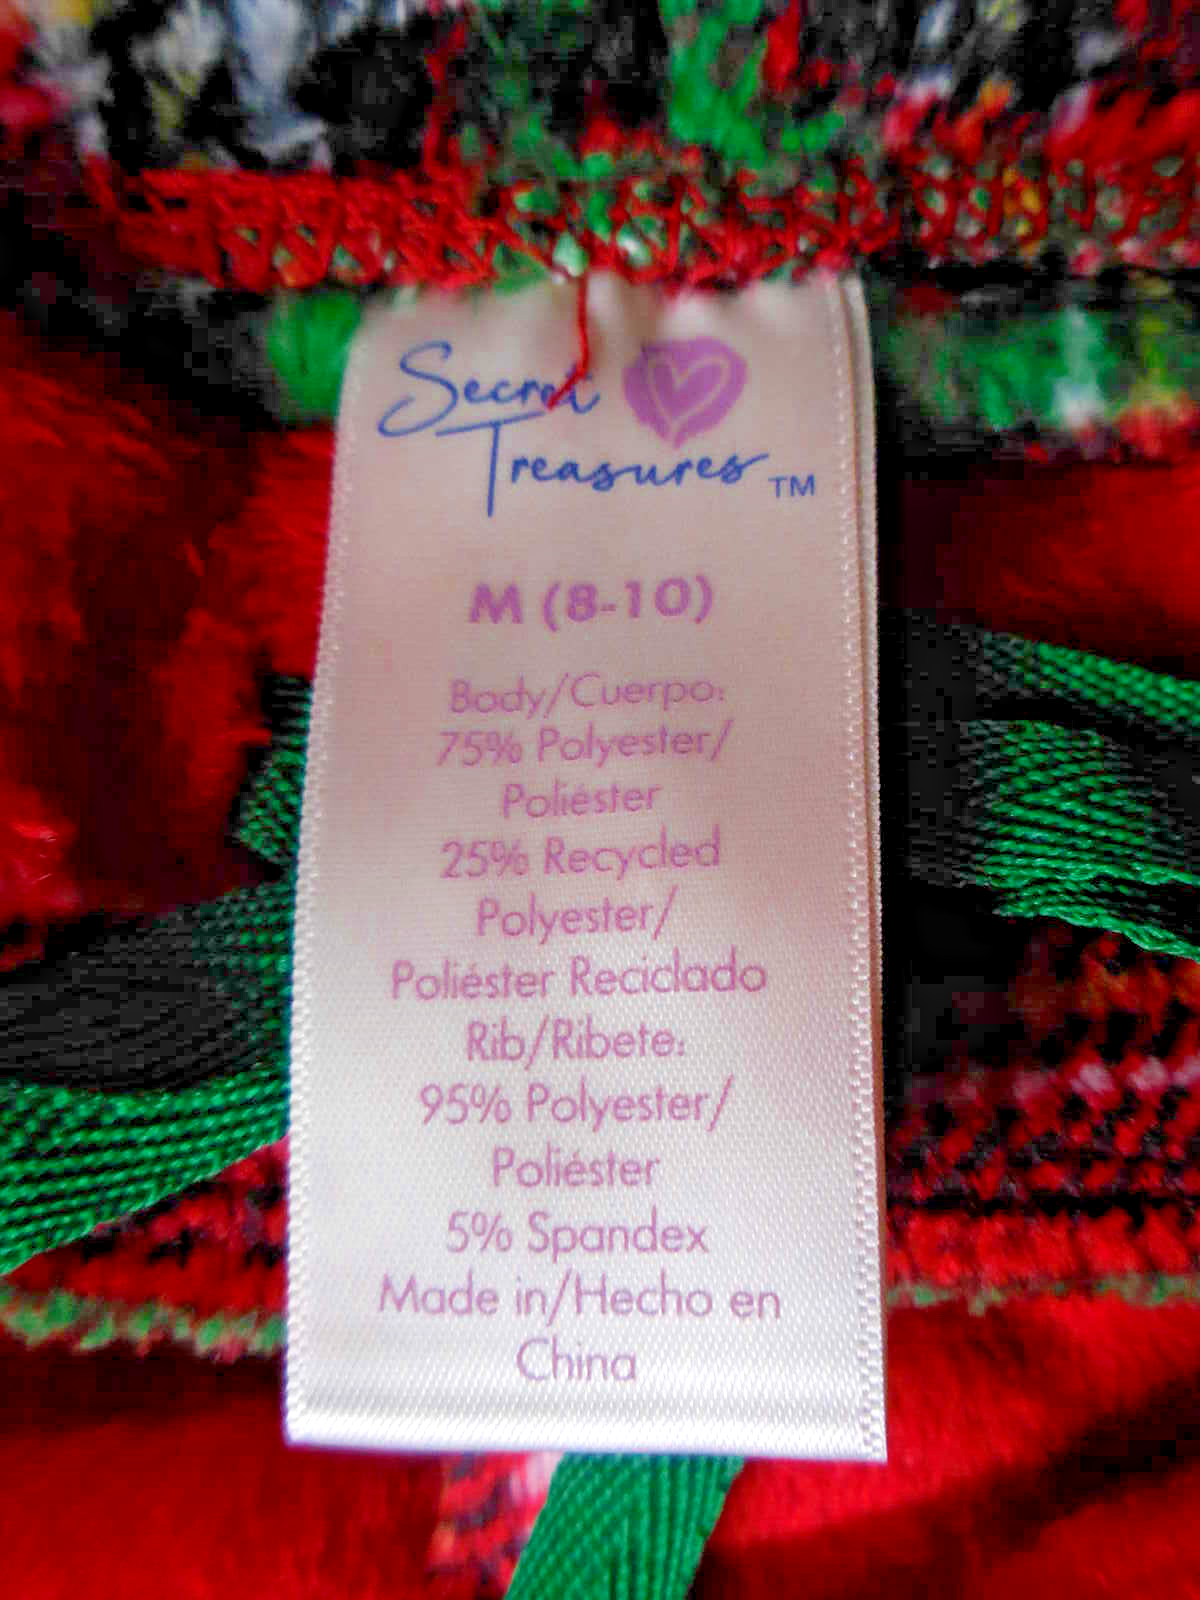 Secret
Treasures TM
M (8-10)
Body/Cuerpo:
75% Polyester/
Poliéster
25% Recycled
Polyester/
Poliéster Reciclado
Rib/Ribete:
95% Polyester/
Poliéster
5% Spandex
Made in/Hecho en
China